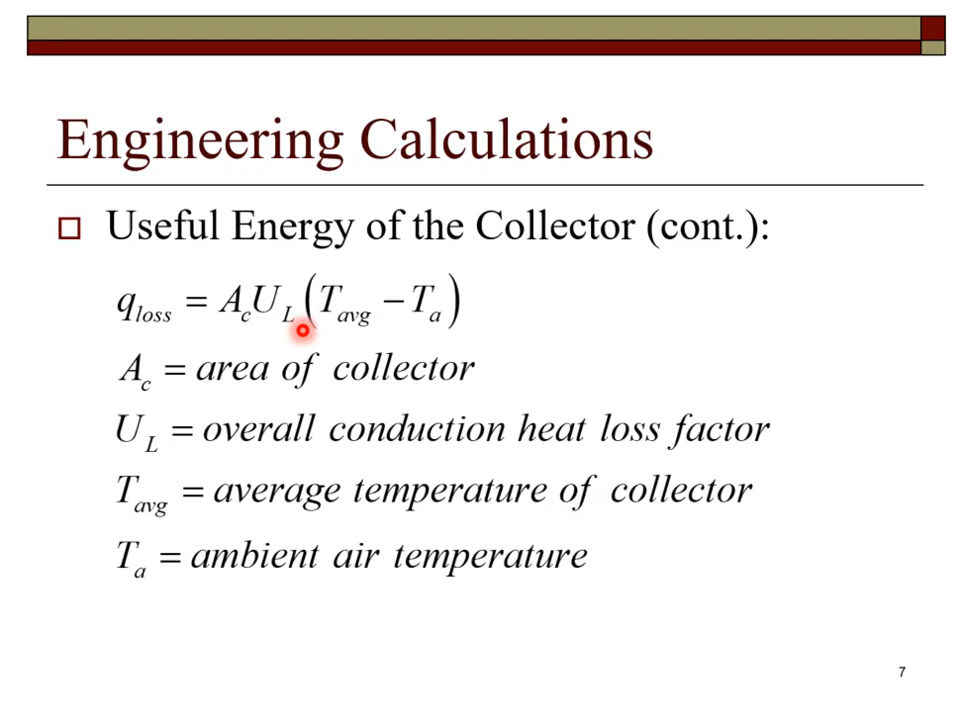 Engineering Calculations
Useful Energy of the Collector (cont.):
q_loss = A_c U_L (T_avg − T_a)
A_c = area of collector
U_L = overall conduction heat loss factor
T_avg = average temperature of collector
T_a = ambient air temperature
7